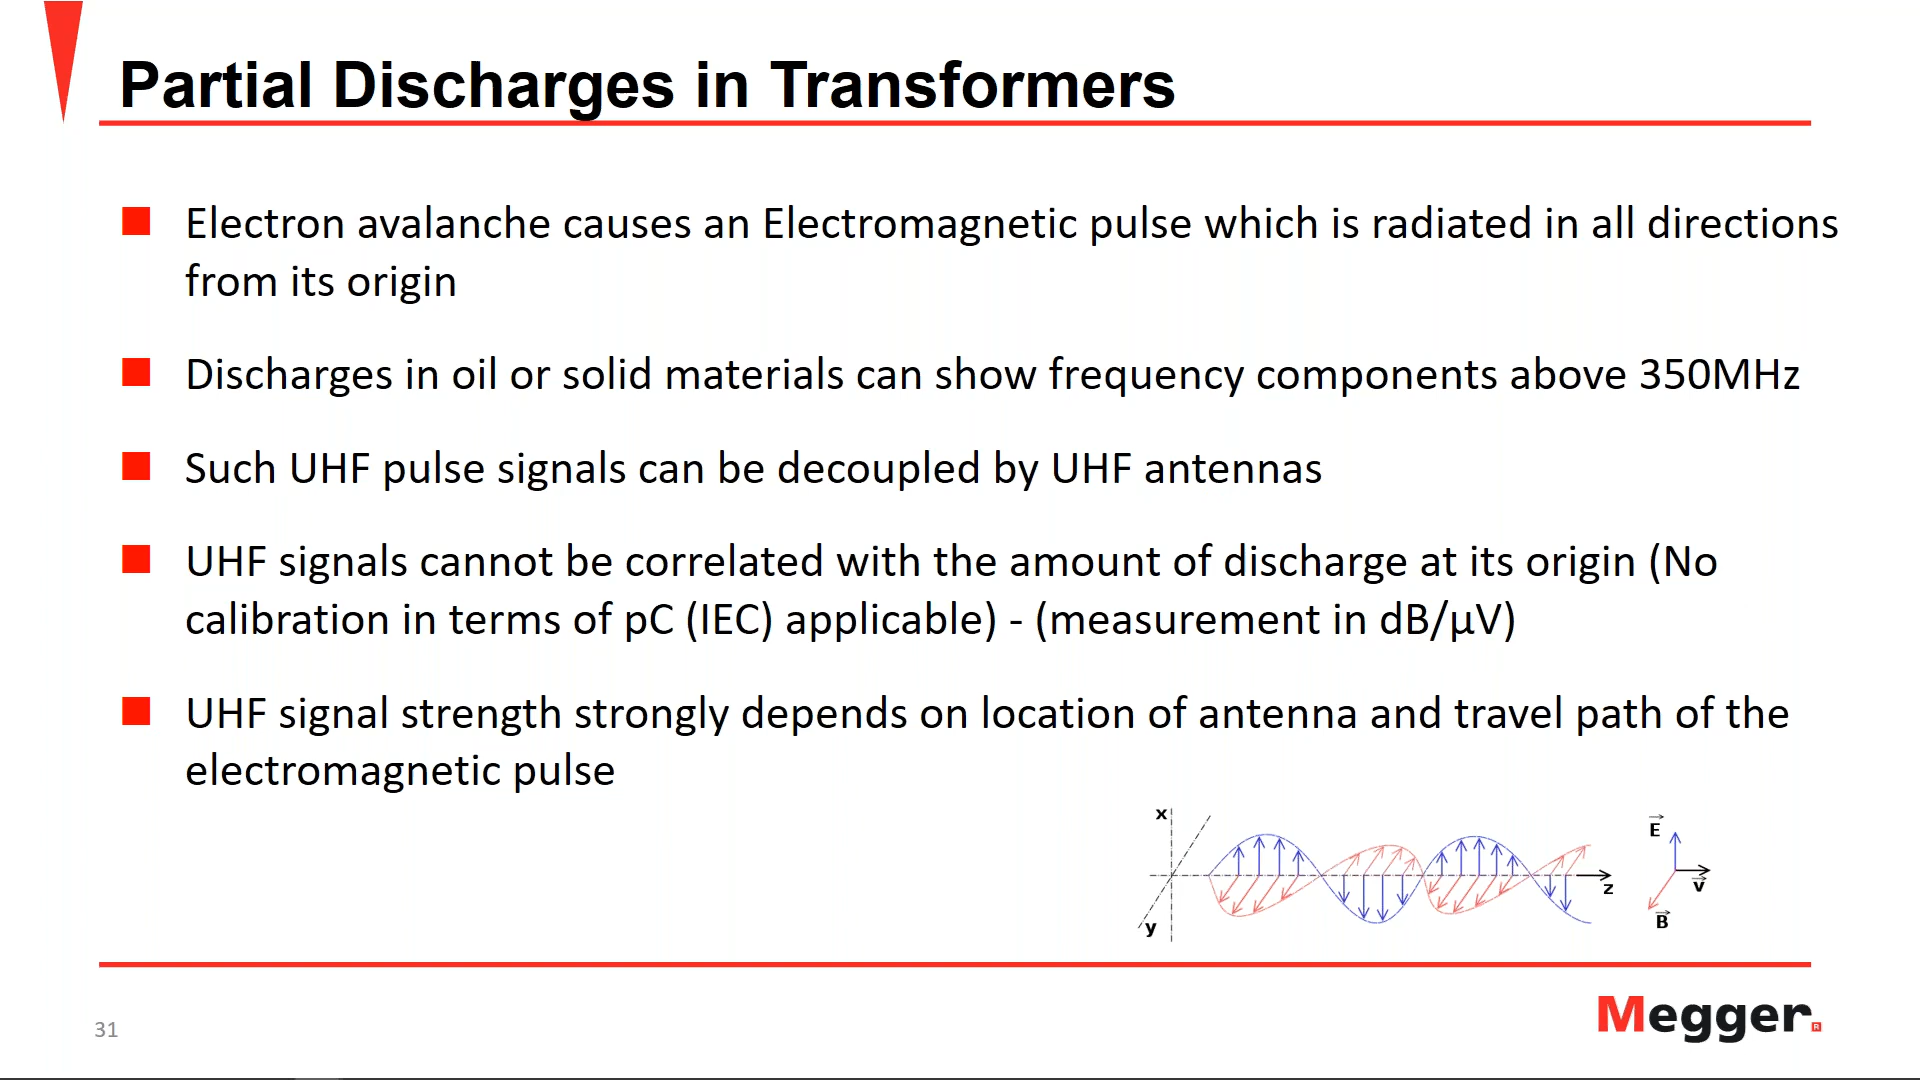 Partial Discharges in Transformers
Electron avalanche causes an Electromagnetic pulse which is radiated in all directions
from its origin
Discharges in oil or solid materials can show frequency components above 350MHz
Such UHF pulse signals can be decoupled by UHF antennas
UHF signals cannot be correlated with the amount of discharge at its origin (No
calibration in terms of pC (IEC) applicable) - (measurement in dB/µV)
UHF signal strength strongly depends on location of antenna and travel path of the
electromagnetic pulse
x
y
z
E
v
B
31
Megger®